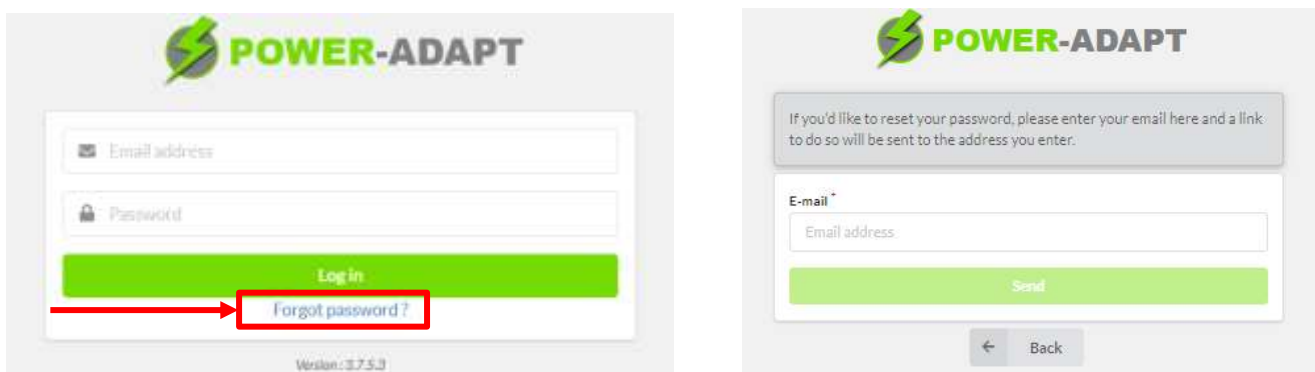 POWER-ADAPT
Email address
Password
Log in
Forgot password ?
Version : 3.7.5.3
POWER-ADAPT
If you'd like to reset your password, please enter your email here and a link
to do so will be sent to the address you enter.
E-mail *
Email address
Send
← Back